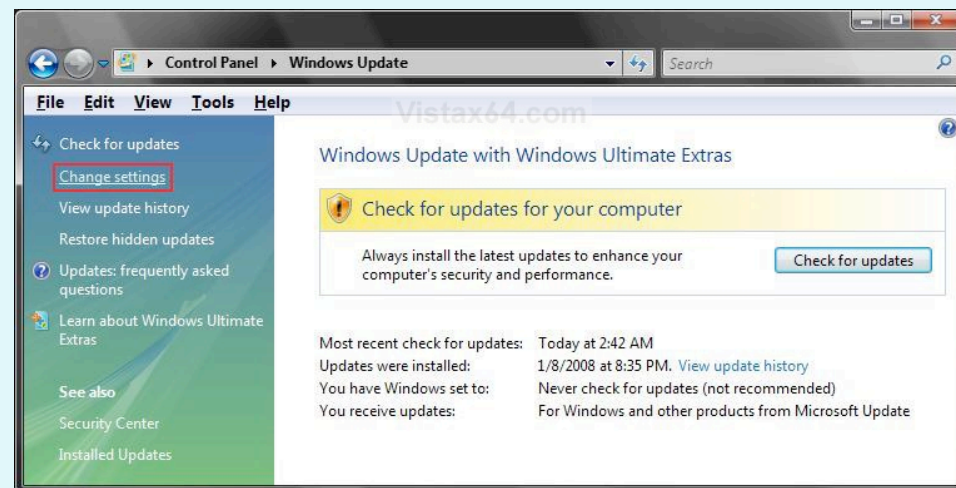 Control Panel Windows Update Search
File Edit View Tools Help
Vistax64.com
Check for updates
Change settings
View update history
Restore hidden updates
Updates: frequently asked
questions
Learn about Windows Ultimate
Extras
See also
Security Center
Installed Updates
Windows Update with Windows Ultimate Extras
Check for updates for your computer
Always install the latest updates to enhance your
computer's security and performance.
Check for updates
Most recent check for updates: Today at 2:42 AM
Updates were installed: 1/8/2008 at 8:35 PM. View update history
You have Windows set to: Never check for updates (not recommended)
You receive updates: For Windows and other products from Microsoft Update